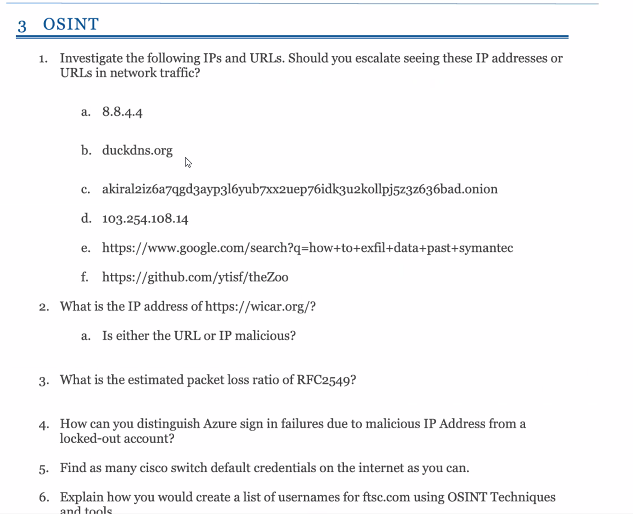 3 OSINT
1. Investigate the following IPs and URLs. Should you escalate seeing these IP addresses or
URLs in network traffic?
a. 8.8.4.4
b. duckdns.org
c. akiral2iz6a7qgd3ayp3l6yub7xx2uep76idk3u2kollpj5z3z636bad.onion
d. 103.254.108.14
e. https://www.google.com/search?q=how+to+exfil+data+past+symantec
f. https://github.com/ytisf/theZoo
2. What is the IP address of https://wicar.org/?
a. Is either the URL or IP malicious?
3. What is the estimated packet loss ratio of RFC2549?
4. How can you distinguish Azure sign in failures due to malicious IP Address from a
locked-out account?
5. Find as many cisco switch default credentials on the internet as you can.
6. Explain how you would create a list of usernames for ftsc.com using OSINT Techniques
and tools